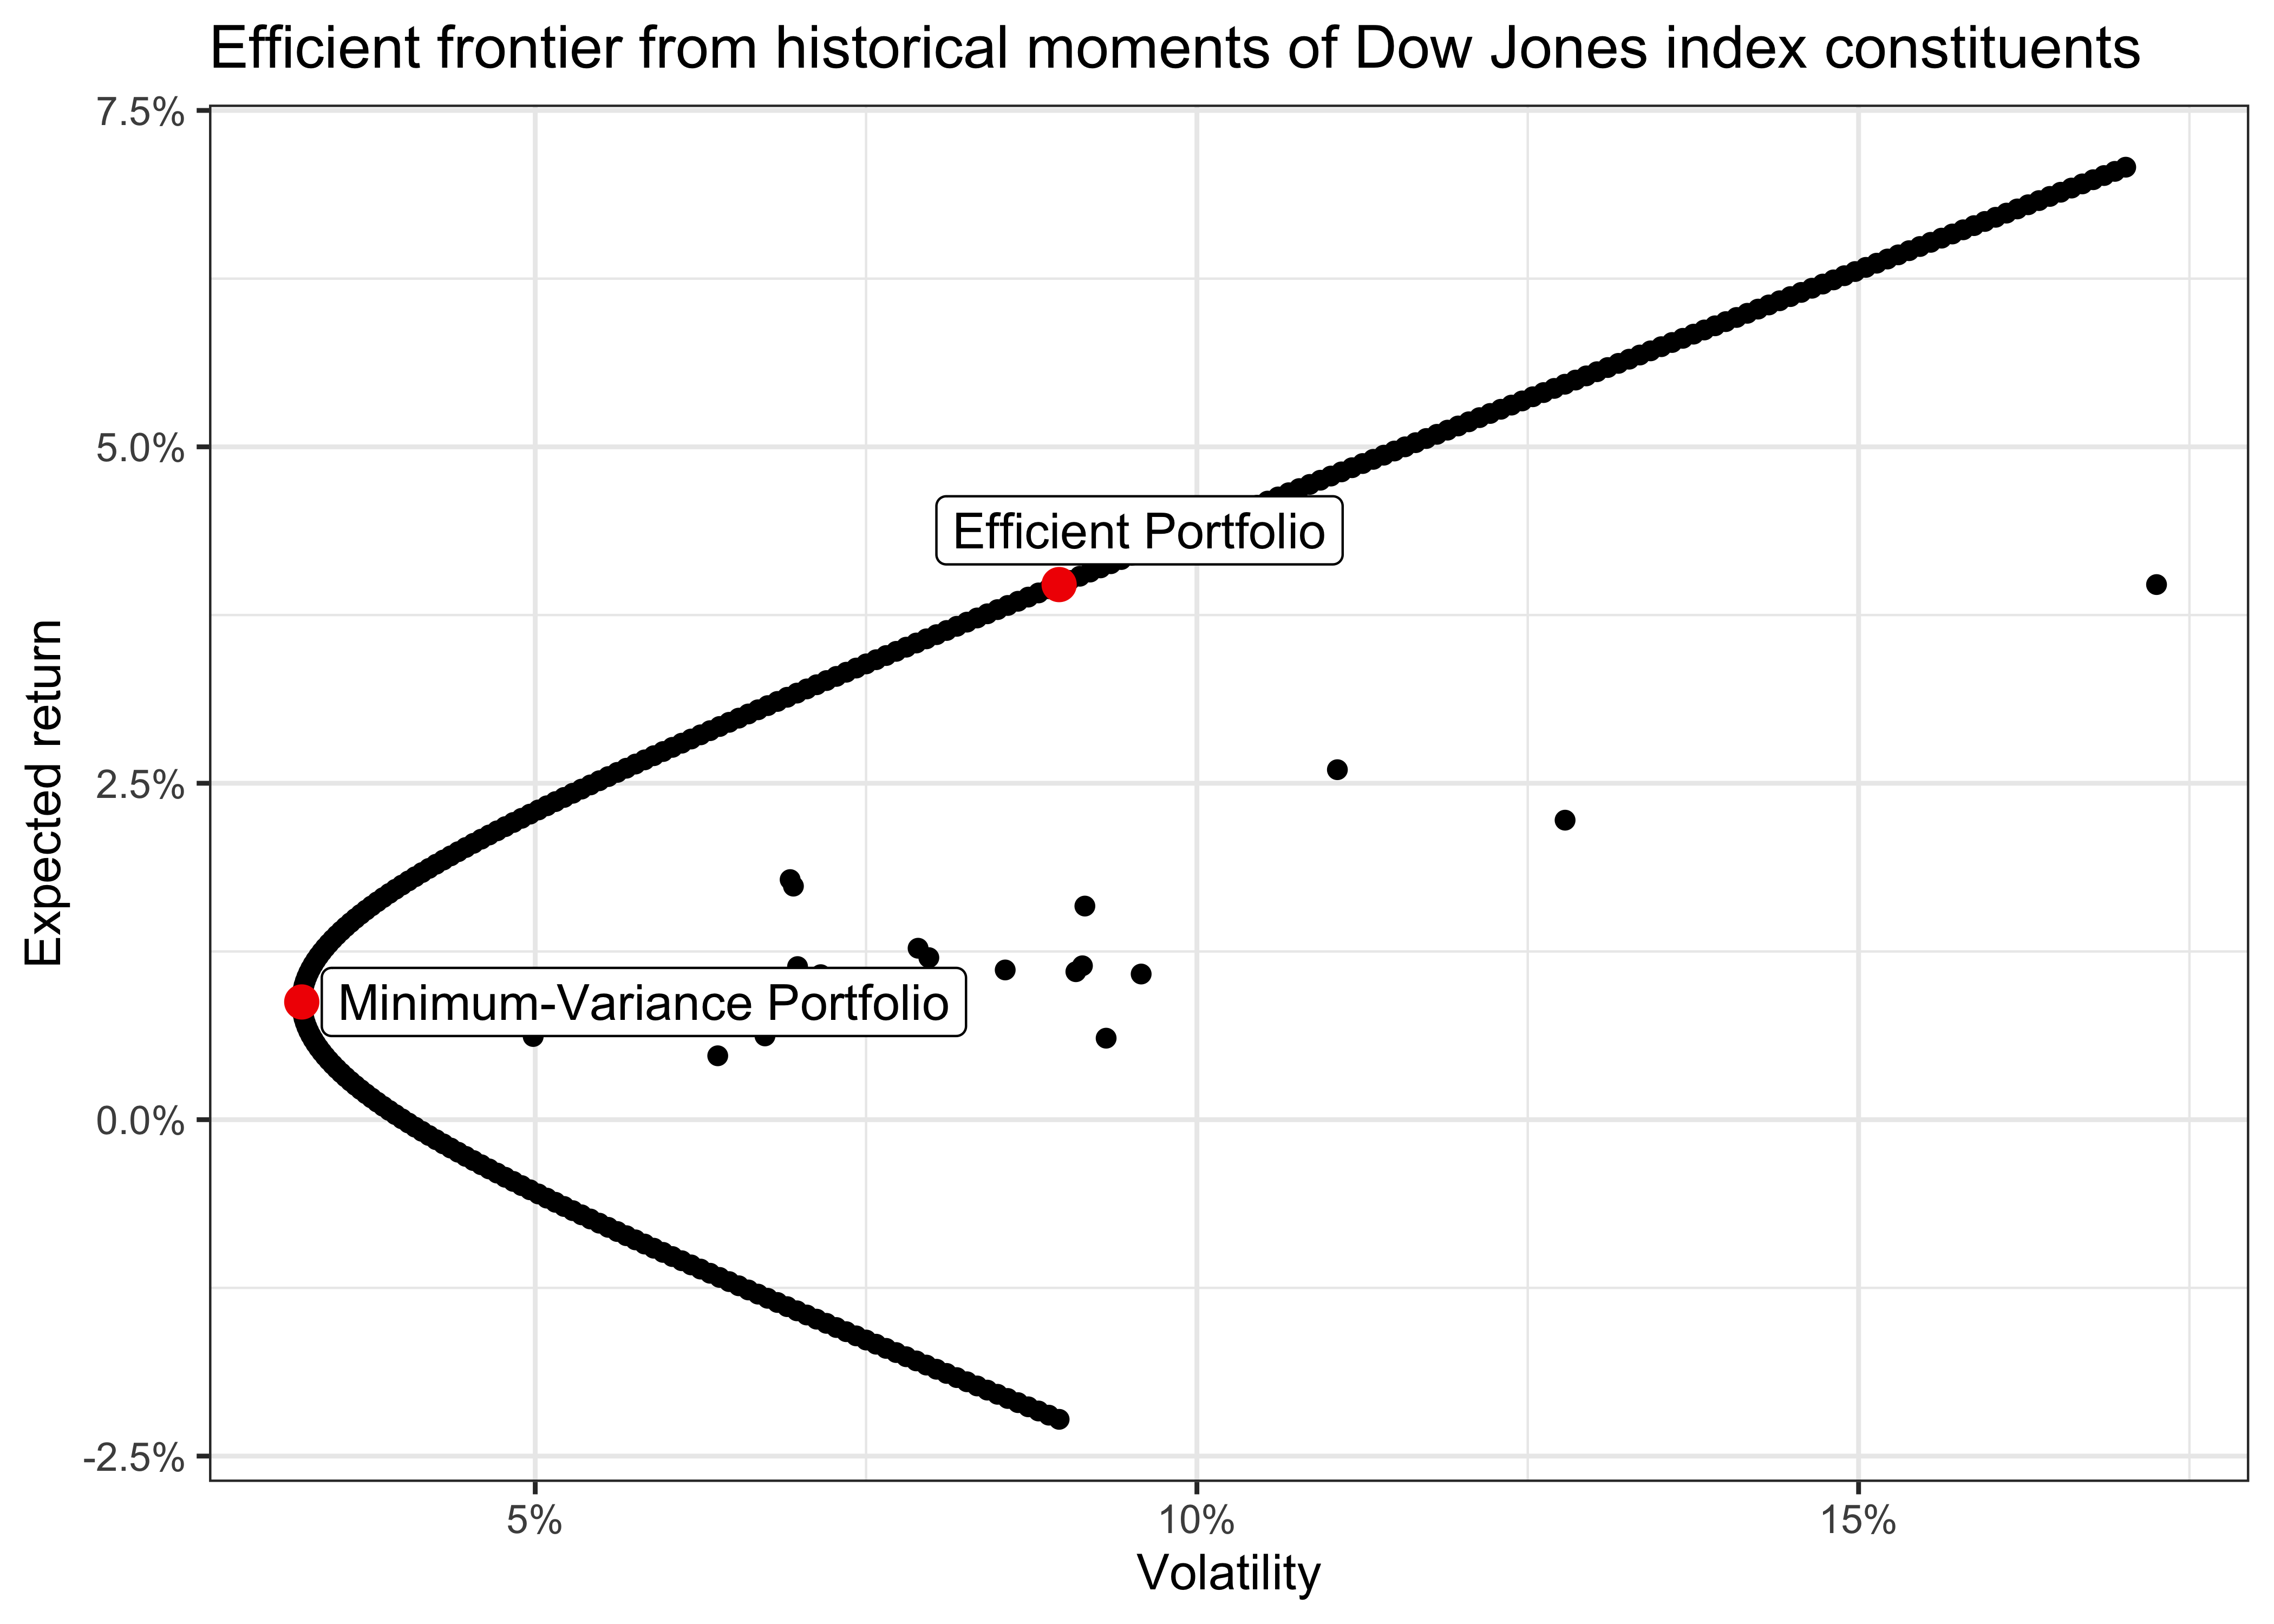 Efficient frontier from historical moments of Dow Jones index constituents
7.5%
5.0%
2.5%
0.0%
-2.5%
Expected return
Efficient Portfolio
Minimum-Variance Portfolio
5%
10%
15%
Volatility